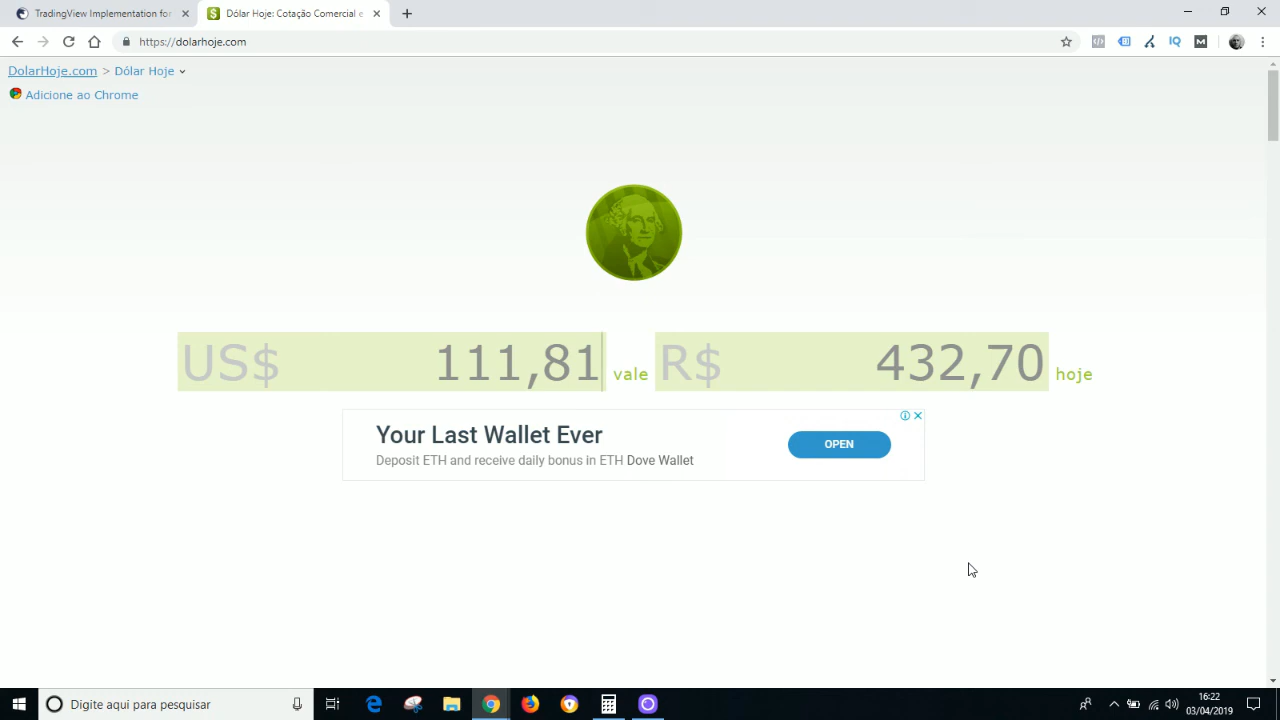 TradingView Implementation for
Dólar Hoje: Cotação Comercial e
https://dolarhoje.com
IQ
M
DolarHoje.com > Dólar Hoje
Adicione ao Chrome
US$ 111,81 vale R$ 432,70 hoje
Your Last Wallet Ever
Deposit ETH and receive daily bonus in ETH Dove Wallet
OPEN
Digite aqui para pesquisar
16:22
03/04/2019